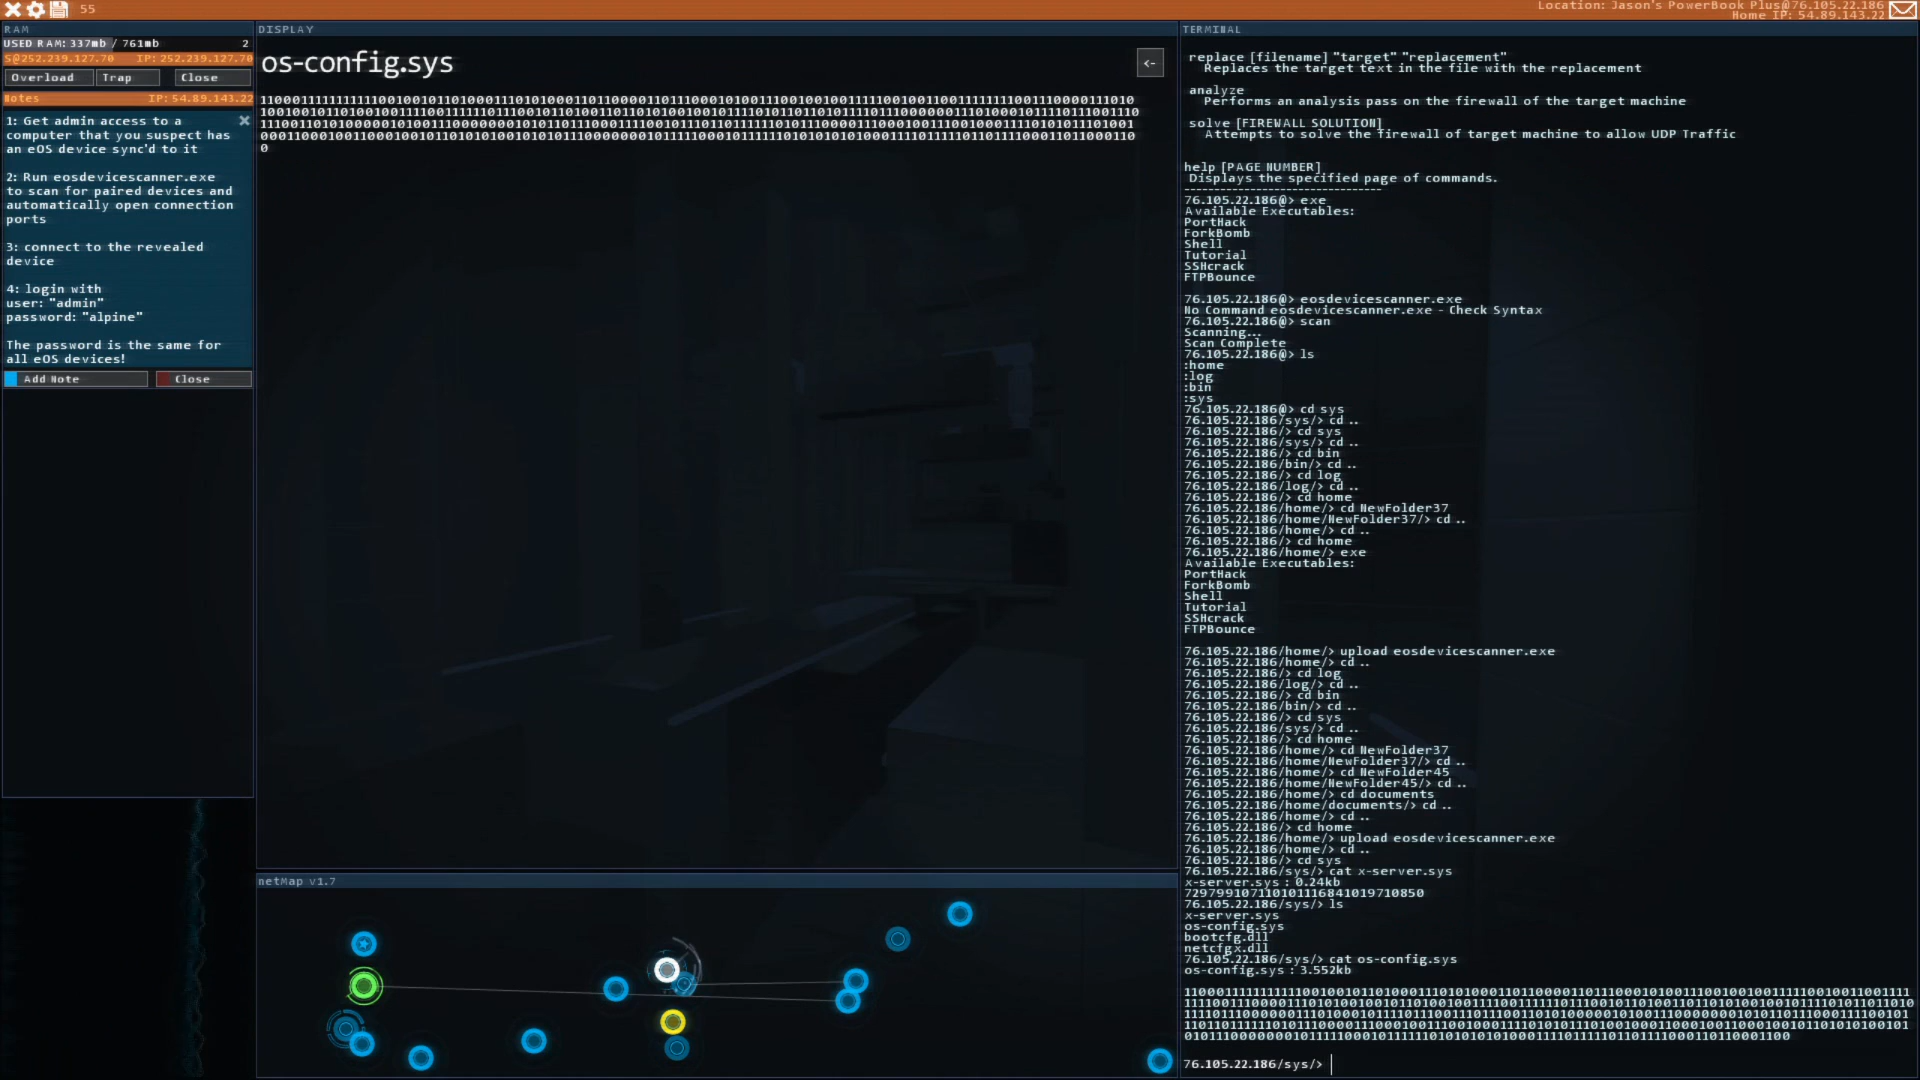 55
Location: Jason's PowerBook Plus@76.105.22.186
Home IP: 54.89.143.22
RAM
USED RAM: 337mb / 761mb 2
S@252.239.127.70 IP: 252.239.127.70
Overload Trap Close
Notes IP: 54.89.143.22
1: Get admin access to a
computer that you suspect has
an eOS device sync'd to it
2: Run eosdevicescanner.exe
to scan for paired devices and
automatically open connection
ports
3: connect to the revealed
device
4: login with
user: "admin"
password: "alpine"
The password is the same for
all eOS devices!
Add Note Close
DISPLAY
os-config.sys
<-
0
netMap v1.7
TERMINAL
replace [filename] "target" "replacement"
Replaces the target text in the file with the replacement
analyze
Performs an analysis pass on the firewall of the target machine
solve [FIREWALL SOLUTION]
Attempts to solve the firewall of target machine to allow UDP Traffic
help [PAGE NUMBER]
Displays the specified page of commands.
---------------------------------
76.105.22.186@> exe
Available Executables:
PortHack
ForkBomb
Shell
Tutorial
SSHcrack
FTPBounce
76.105.22.186@> eosdevicescanner.exe
No Command eosdevicescanner.exe - Check Syntax
76.105.22.186@> scan
Scanning...
Scan Complete
76.105.22.186@> ls
:home
:log
:bin
:sys
76.105.22.186@> cd sys
76.105.22.186/sys/> cd ..
76.105.22.186/> cd sys
76.105.22.186/sys/> cd ..
76.105.22.186/> cd bin
76.105.22.186/bin/> cd ..
76.105.22.186/> cd log
76.105.22.186/log/> cd ..
76.105.22.186/> cd home
76.105.22.186/home/> cd NewFolder37
76.105.22.186/home/NewFolder37/> cd ..
76.105.22.186/home/> cd ..
76.105.22.186/> cd home
76.105.22.186/home/> exe
Available Executables:
PortHack
ForkBomb
Shell
Tutorial
SSHcrack
FTPBounce
76.105.22.186/home/> upload eosdevicescanner.exe
76.105.22.186/home/> cd ..
76.105.22.186/> cd log
76.105.22.186/log/> cd ..
76.105.22.186/> cd bin
76.105.22.186/bin/> cd ..
76.105.22.186/> cd sys
76.105.22.186/sys/> cd ..
76.105.22.186/> cd home
76.105.22.186/home/> cd NewFolder37
76.105.22.186/home/NewFolder37/> cd ..
76.105.22.186/home/> cd NewFolder45
76.105.22.186/home/NewFolder45/> cd ..
76.105.22.186/home/> cd documents
76.105.22.186/home/documents/> cd ..
76.105.22.186/home/> cd ..
76.105.22.186/> cd home
76.105.22.186/home/> upload eosdevicescanner.exe
76.105.22.186/home/> cd ..
76.105.22.186/> cd sys
76.105.22.186/sys/> cat x-server.sys
x-server.sys : 0.24kb
76.105.22.186/sys/> ls
x-server.sys
os-config.sys
bootcfg.dll
netcfgx.dll
76.105.22.186/sys/> cat os-config.sys
os-config.sys : 3.552kb
76.105.22.186/sys/>